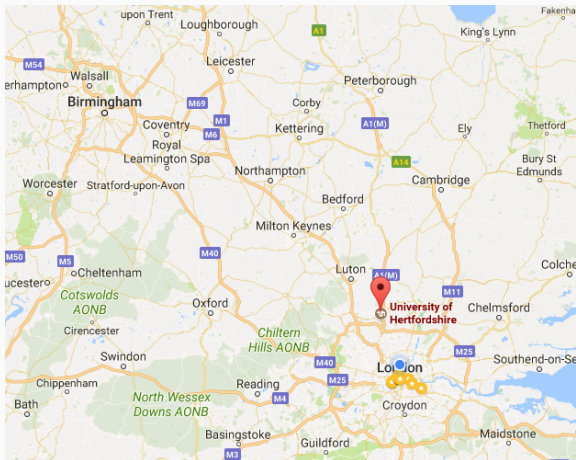 upon Trent
Loughborough
A1
King's Lynn
Fakenha
M54
Walsall
Leicester
Peterborough
erhampton
Birmingham
M69
Corby
Coventry
M1
A1(M)
Ely
Thetford
M6
Kettering
Royal
Leamington Spa
A14
Bury St
Edmunds
Northampton
Cambridge
Worcester
Stratford-upon-Avon
Bedford
Milton Keynes
M50
M5
M40
Cheltenham
Luton
A1(M)
Colche
ucester
M11
Cotswolds
AONB
Oxford
University of
Hertfordshire
Chelmsford
Cirencester
Chiltern
Hills AONB
Swindon
M40
London
M25
Southend-on-Se
Chippenham
Reading
M25
M4
North Wessex
Downs AONB
Croydon
Bath
Basingstoke
Maidstone
M3
Guildford